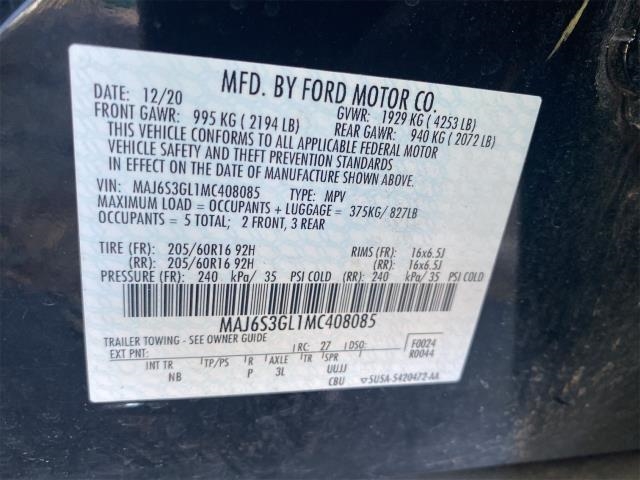 MFD. BY FORD MOTOR CO.
DATE: 12/20 GVWR: 1929 KG ( 4253 LB)
FRONT GAWR: 995 KG ( 2194 LB) REAR GAWR: 940 KG ( 2072 LB)
THIS VEHICLE CONFORMS TO ALL APPLICABLE FEDERAL MOTOR
VEHICLE SAFETY AND THEFT PREVENTION STANDARDS
IN EFFECT ON THE DATE OF MANUFACTURE SHOWN ABOVE.
VIN: MAJ6S3GL1MC408085 TYPE: MPV
MAXIMUM LOAD = OCCUPANTS + LUGGAGE = 375KG/ 827LB
OCCUPANTS = 5 TOTAL; 2 FRONT, 3 REAR
TIRE (FR): 205/60R16 92H RIMS (FR): 16x6.5J
(RR): 205/60R16 92H (RR): 16x6.5J
PRESSURE (FR): 240 kPa/ 35 PSI COLD (RR): 240 kPa/ 35 PSI COLD
MAJ6S3GL1MC408085
TRAILER TOWING - SEE OWNER GUIDE
EXT PNT: RC: 27 DSO: F0024
R0044
INT TR TP/PS R AXLE TR SPR
NB P 3L UUJJ
CBU 5USA-5420472-AA